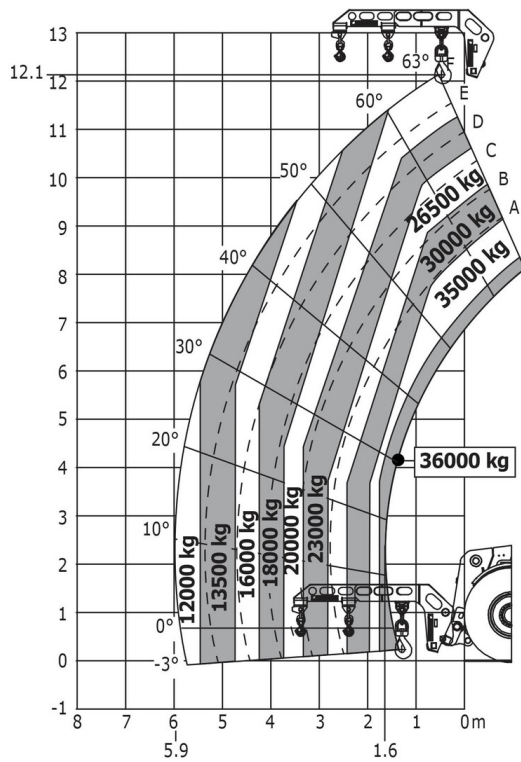 13
12.1
12
11
10
9
8
7
6
5
4
3
2
1
0
-1
63°
60°
50°
40°
30°
20°
10°
0°
-3°
F
E
D
C
B
A
26500 kg
30000 kg
35000 kg
36000 kg
12000 kg
13500 kg
16000 kg
18000 kg
20000 kg
23000 kg
8 7 6 5 4 3 2 1 0m
5.9 1.6